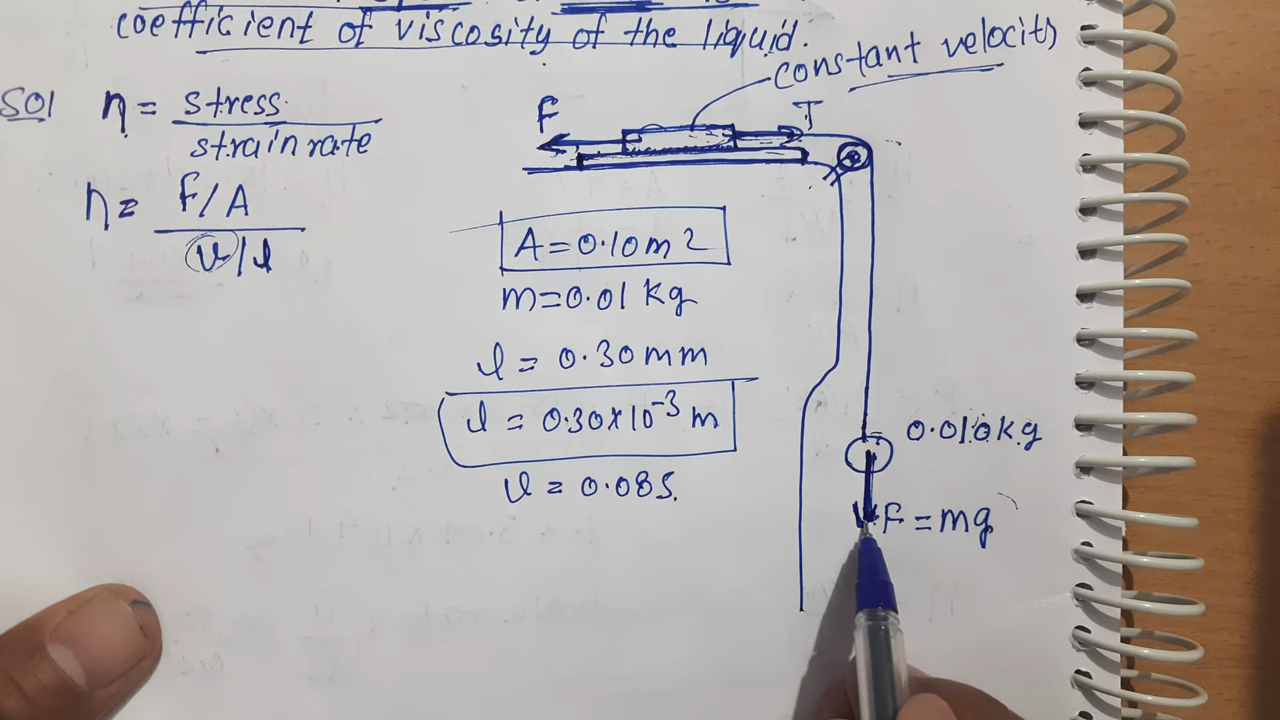 coefficient of viscosity of the liquid.
constant velocity
Sol η = stress / strain rate
F T
η = F/A / v/l
A = 0.10 m2
m = 0.01 kg
l = 0.30 mm
l = 0.30 × 10⁻³ m
0.010 kg
v = 0.085.
F = mg